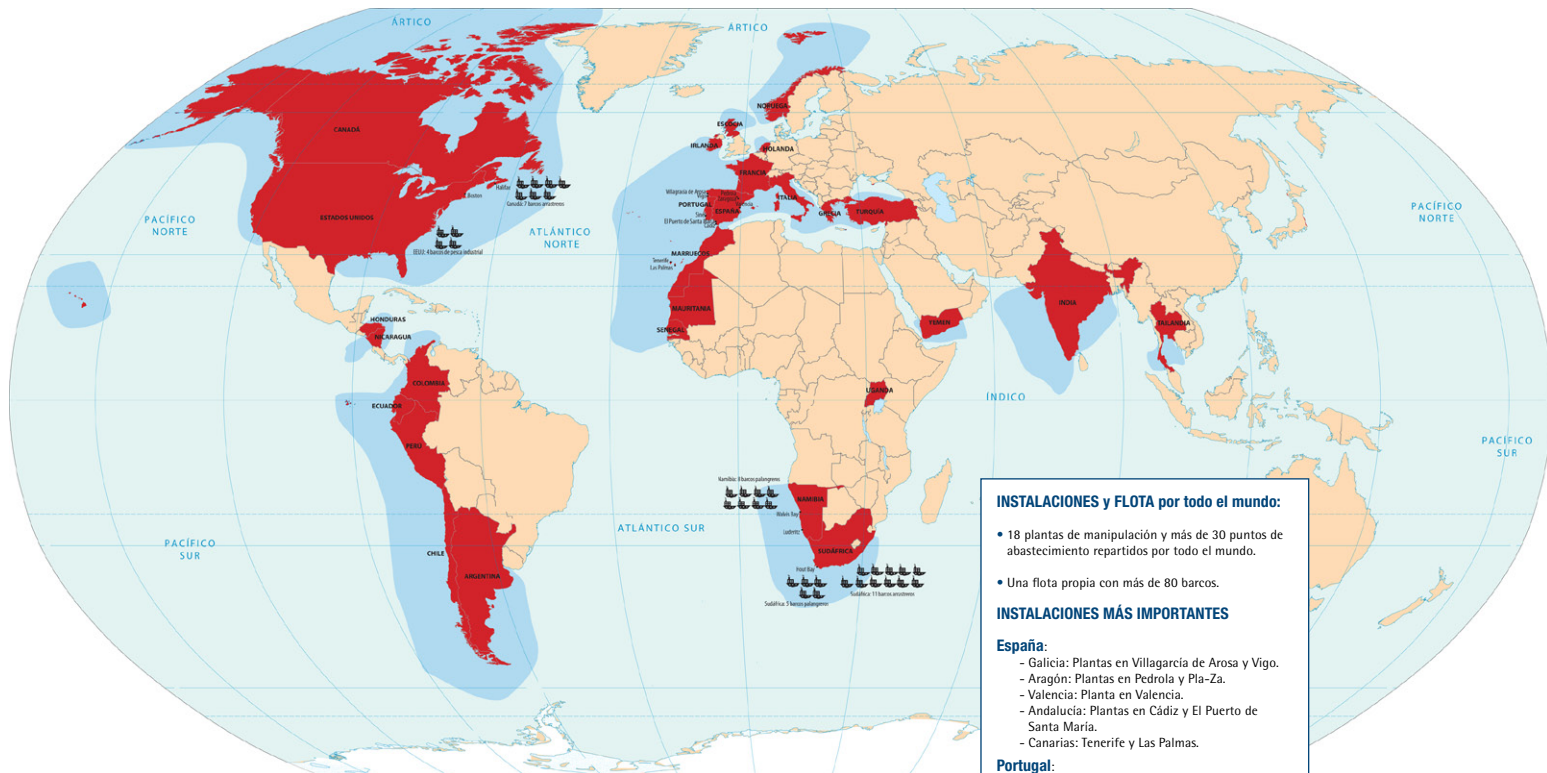 ÁRTICO
ÁRTICO
CANADÁ
NORUEGA
ESCOCIA
IRLANDA
HOLANDA
FRANCIA
Halifax
Boston
Canadá: 7 barcos arrastreros
PACÍFICO
NORTE
ESTADOS UNIDOS
EEUU: 4 barcos de pesca industrial
ATLÁNTICO
NORTE
Villagarcía de Arosa
Vigo
Pedrola
Zaragoza
Valencia
PORTUGAL
ESPAÑA
ITALIA
GRECIA
TURQUÍA
El Puerto de Santa María
PACÍFICO
NORTE
MARRUECOS
Tenerife
Las Palmas
MAURITANIA
SENEGAL
HONDURAS
NICARAGUA
YEMEN
INDIA
TAILANDIA
COLOMBIA
ECUADOR
PERÚ
UGANDA
ÍNDICO
PACÍFICO
SUR
Namibia: 8 barcos palangreros
NAMIBIA
Walvis Bay
Luderitz
ATLÁNTICO SUR
PACÍFICO
SUR
CHILE
ARGENTINA
SUDÁFRICA
Hout Bay
Sudáfrica: 5 barcos palangreros
Sudáfrica: 11 barcos arrastreros
INSTALACIONES y FLOTA por todo el mundo:
• 18 plantas de manipulación y más de 30 puntos de
abastecimiento repartidos por todo el mundo.
• Una flota propia con más de 80 barcos.
INSTALACIONES MÁS IMPORTANTES
España:
- Galicia: Plantas en Villagarcía de Arosa y Vigo.
- Aragón: Plantas en Pedrola y Pla-Za.
- Valencia: Planta en Valencia.
- Andalucía: Plantas en Cádiz y El Puerto de
Santa María.
- Canarias: Tenerife y Las Palmas.
Portugal: